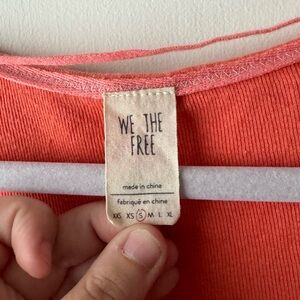 WE THE
FREE
made in china
fabriqué en chine
XXS XS S M L XL